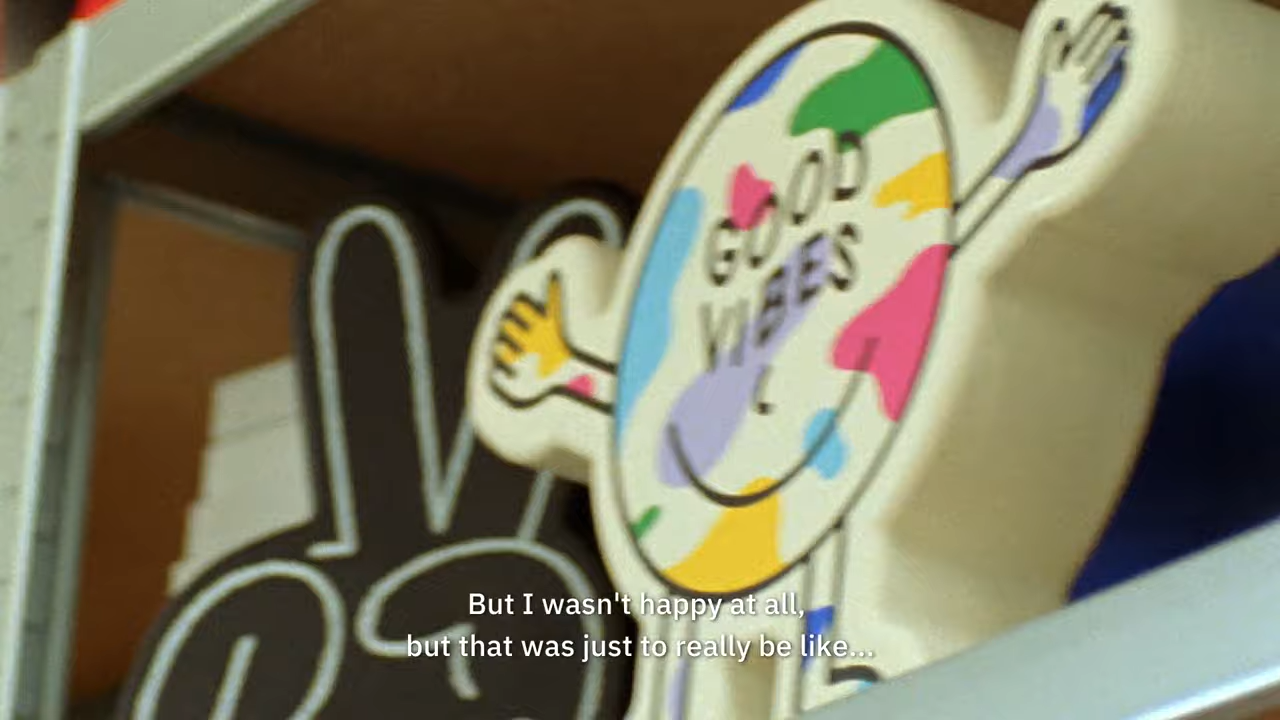 GOOD
VIBES
But I wasn't happy at all,
but that was just to really be like...